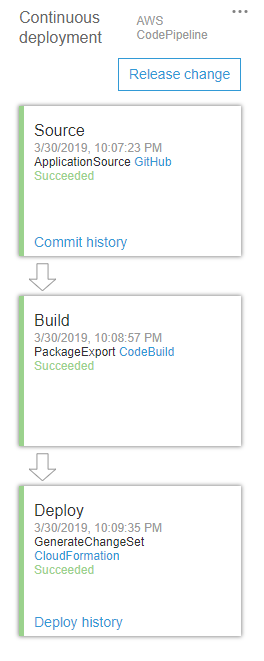 Continuous
deployment
AWS
CodePipeline
Release change
Source
3/30/2019, 10:07:23 PM
ApplicationSource GitHub
Succeeded
Commit history
Build
3/30/2019, 10:08:57 PM
PackageExport CodeBuild
Succeeded
Deploy
3/30/2019, 10:09:35 PM
GenerateChangeSet
CloudFormation
Succeeded
Deploy history